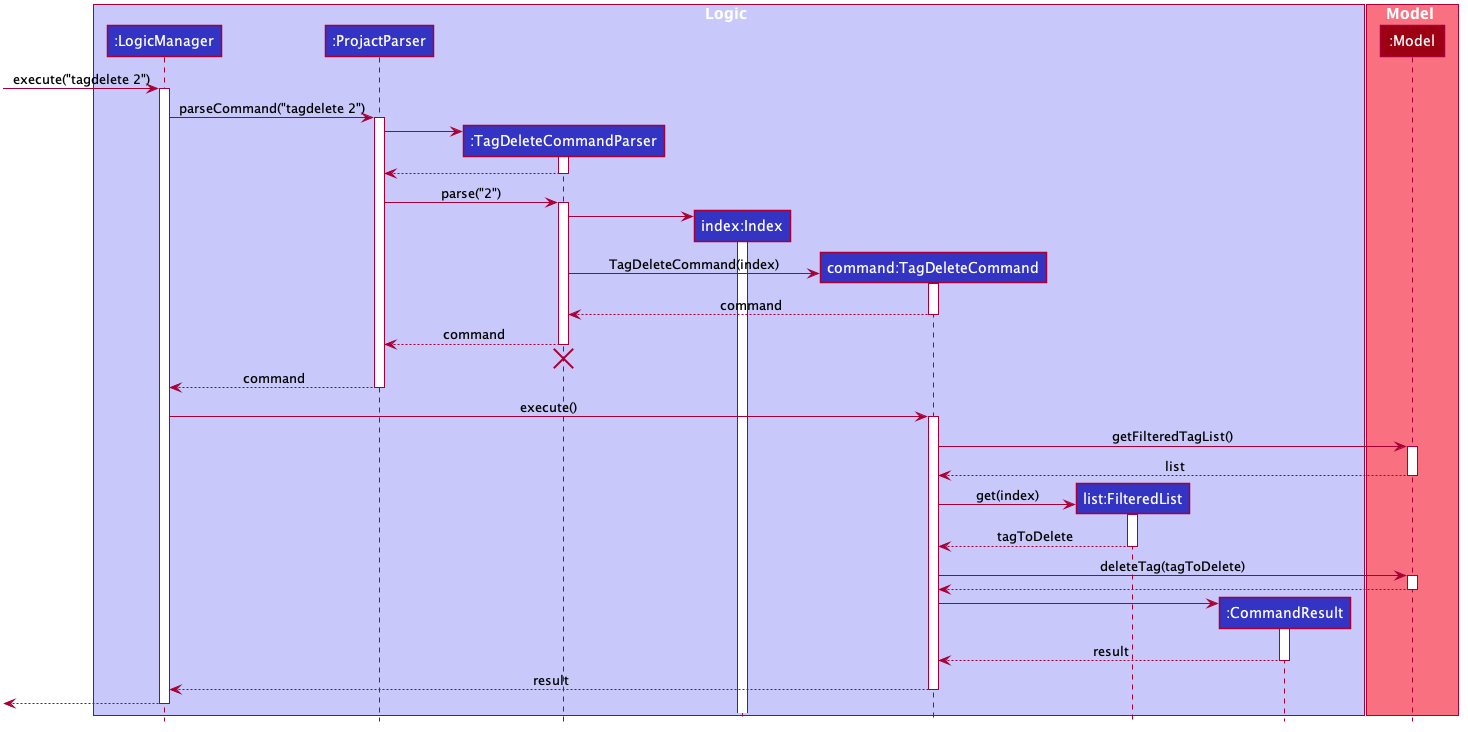 Logic
Model
:LogicManager
:ProjactParser
:Model
execute("tagdelete 2")
parseCommand("tagdelete 2")
:TagDeleteCommandParser
parse("2")
index:Index
TagDeleteCommand(index)
command:TagDeleteCommand
command
command
command
execute()
getFilteredTagList()
list
get(index)
list:FilteredList
tagToDelete
deleteTag(tagToDelete)
:CommandResult
result
result